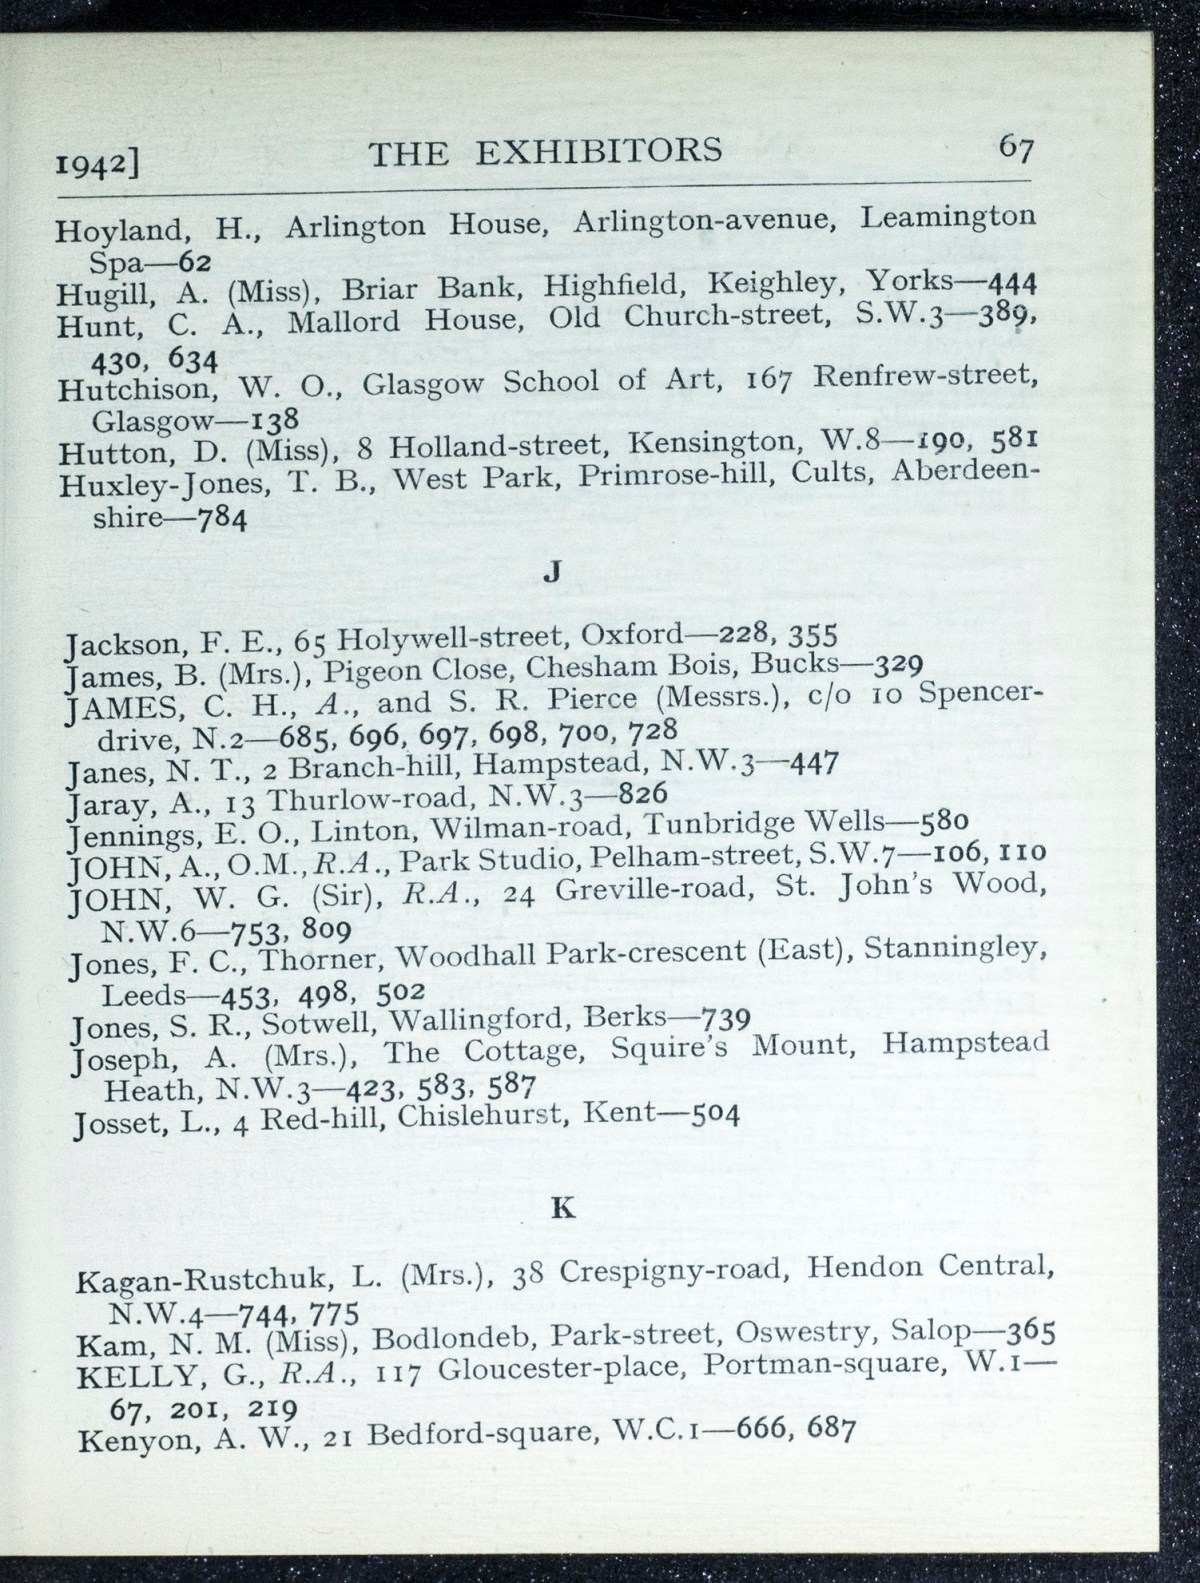 1942] THE EXHIBITORS 67
Hoyland, H., Arlington House, Arlington-avenue, Leamington
Spa—62
Hugill, A. (Miss), Briar Bank, Highfield, Keighley, Yorks—444
Hunt, C. A., Mallord House, Old Church-street, S.W.3—389,
430, 634
Hutchison, W. O., Glasgow School of Art, 167 Renfrew-street,
Glasgow—138
Hutton, D. (Miss), 8 Holland-street, Kensington, W.8—190, 581
Huxley-Jones, T. B., West Park, Primrose-hill, Cults, Aberdeen-
shire—784
J
Jackson, F. E., 65 Holywell-street, Oxford—228, 355
James, B. (Mrs.), Pigeon Close, Chesham Bois, Bucks—329
JAMES, C. H., A., and S. R. Pierce (Messrs.), c/o 10 Spencer-
drive, N.2—685, 696, 697, 698, 700, 728
Janes, N. T., 2 Branch-hill, Hampstead, N.W.3—447
Jaray, A., 13 Thurlow-road, N.W.3—826
Jennings, E. O., Linton, Wilman-road, Tunbridge Wells—580
JOHN, A., O.M., R.A., Park Studio, Pelham-street, S.W.7—106, 110
JOHN, W. G. (Sir), R.A., 24 Greville-road, St. John's Wood,
N.W.6—753, 809
Jones, F. C., Thorner, Woodhall Park-crescent (East), Stanningley,
Leeds—453, 498, 502
Jones, S. R., Sotwell, Wallingford, Berks—739
Joseph, A. (Mrs.), The Cottage, Squire's Mount, Hampstead
Heath, N.W.3—423, 583, 587
Josset, L., 4 Red-hill, Chislehurst, Kent—504
K
Kagan-Rustchuk, L. (Mrs.), 38 Crespigny-road, Hendon Central,
N.W.4—744, 775
Kam, N. M. (Miss), Bodlondeb, Park-street, Oswestry, Salop—365
KELLY, G., R.A., 117 Gloucester-place, Portman-square, W.1—
67, 201, 219
Kenyon, A. W., 21 Bedford-square, W.C.1—666, 687